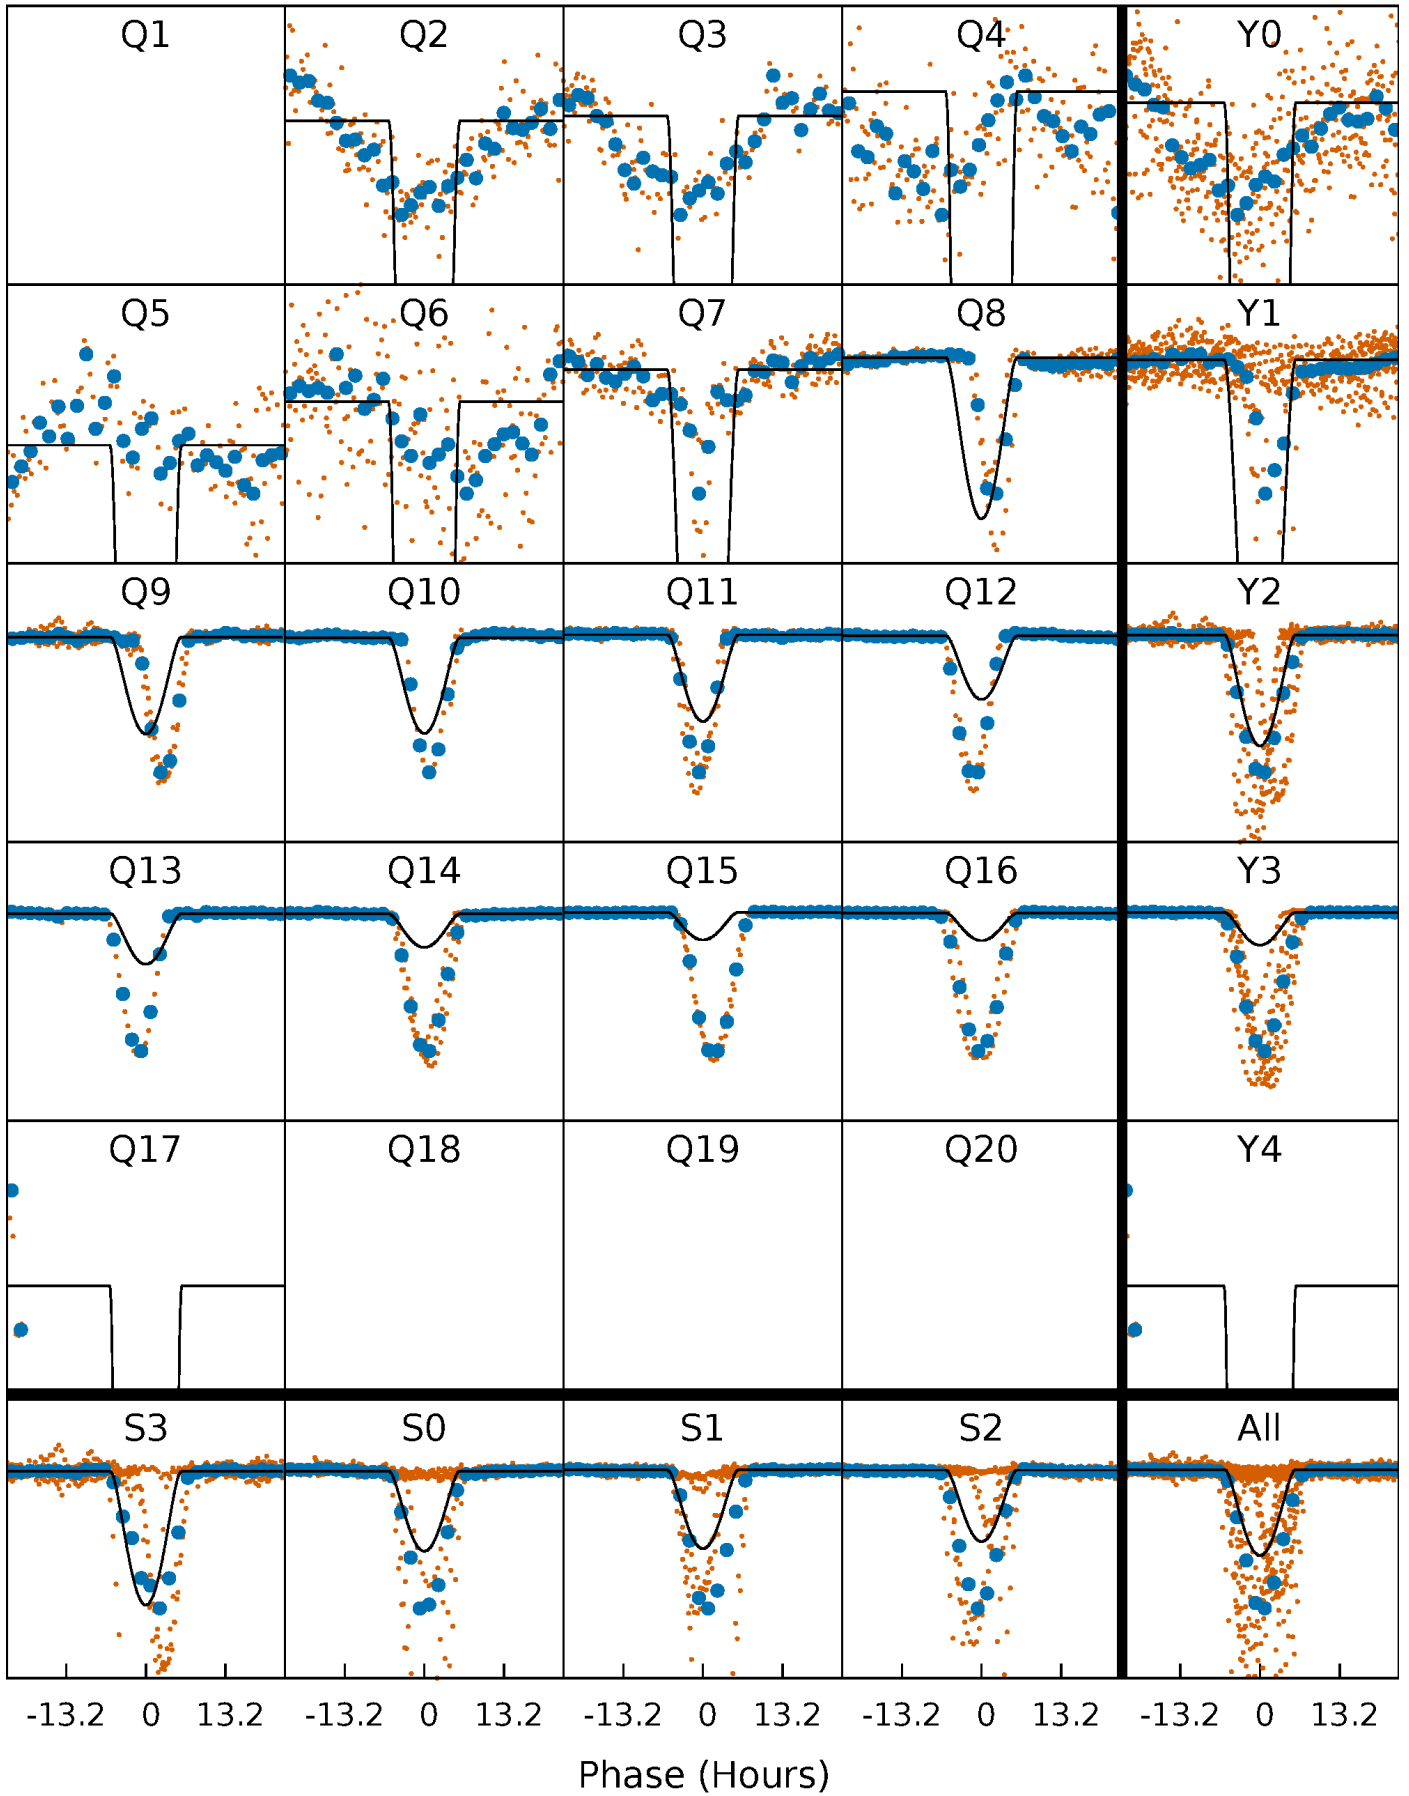 Q1 Q2 Q3 Q4 Y0
Q5 Q6 Q7 Q8 Y1
Q9 Q10 Q11 Q12 Y2
Q13 Q14 Q15 Q16 Y3
Q17 Q18 Q19 Q20 Y4
S3 S0 S1 S2 All
-13.2 0 13.2 -13.2 0 13.2 -13.2 0 13.2 -13.2 0 13.2 -13.2 0 13.2
Phase (Hours)